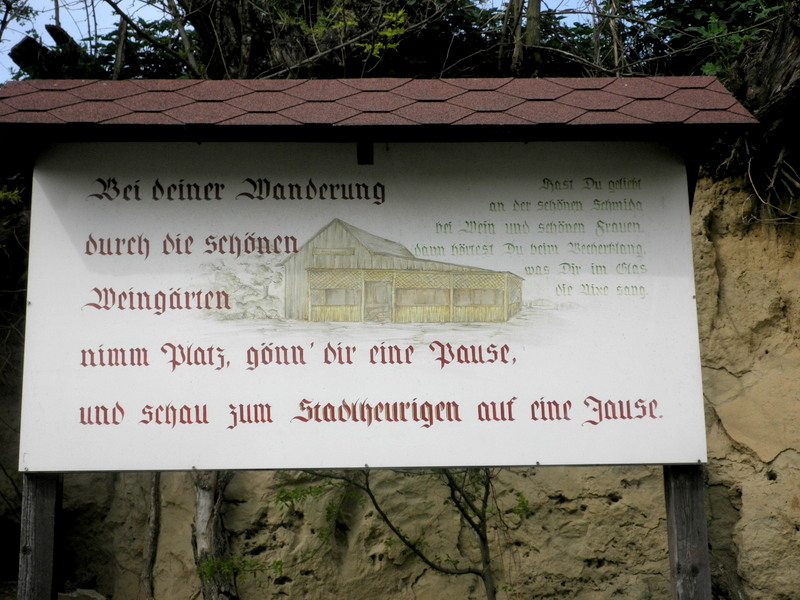 Bei deiner Wanderung
durch die schönen
Weingärten
nimm Platz, gönn' dir eine Pause,
und schau zum Stadlheurigen auf eine Jause.
Hast Du geliebt
an der schönen Schmida
bei Wein und schönen Frauen,
dann hörtest Du beim Becherklang,
was Dir im Glas
die Nixe sang.